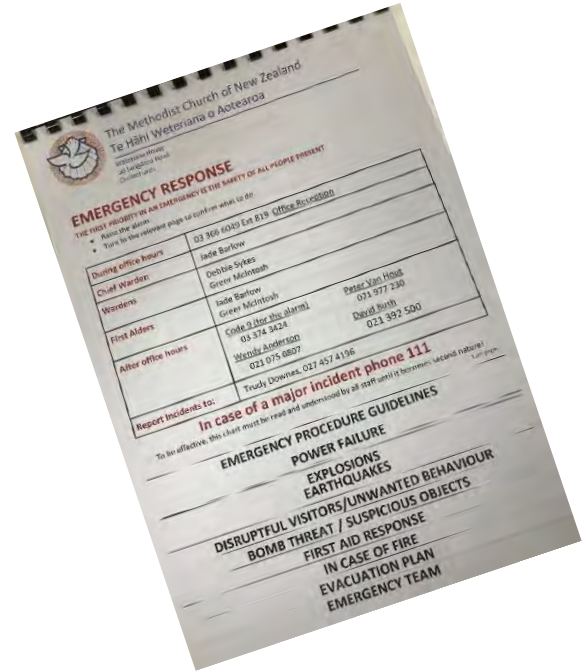 The Methodist Church of New Zealand
Te Hāhi Weteriana o Aotearoa
Weteriana House
Christchurch
EMERGENCY RESPONSE
THE FIRST PRIORITY IN AN EMERGENCY IS THE SAFETY OF ALL PEOPLE PRESENT
• Raise the alarm
• Turn to the relevant page to confirm what to do
During office hours 03 366 6049 Ext 819 Office Reception
Chief Warden Jade Barlow
Wardens Debbie Sykes
Greer McIntosh
First Aiders Jade Barlow
Greer McIntosh
After office hours Code 9 (for the alarm) Peter Van Hout
03 374 3424 021 977 230
Wendy Anderson David Bush
021 075 6807 021 392 500
Report Incidents to: Trudy Downes, 027 457 4196
In case of a major incident phone 111
To be effective, this chart must be read and understood by all staff until it becomes second nature!
EMERGENCY PROCEDURE GUIDELINES
POWER FAILURE
EXPLOSIONS
EARTHQUAKES
DISRUPTFUL VISITORS/UNWANTED BEHAVIOUR
BOMB THREAT / SUSPICIOUS OBJECTS
FIRST AID RESPONSE
IN CASE OF FIRE
EVACUATION PLAN
EMERGENCY TEAM